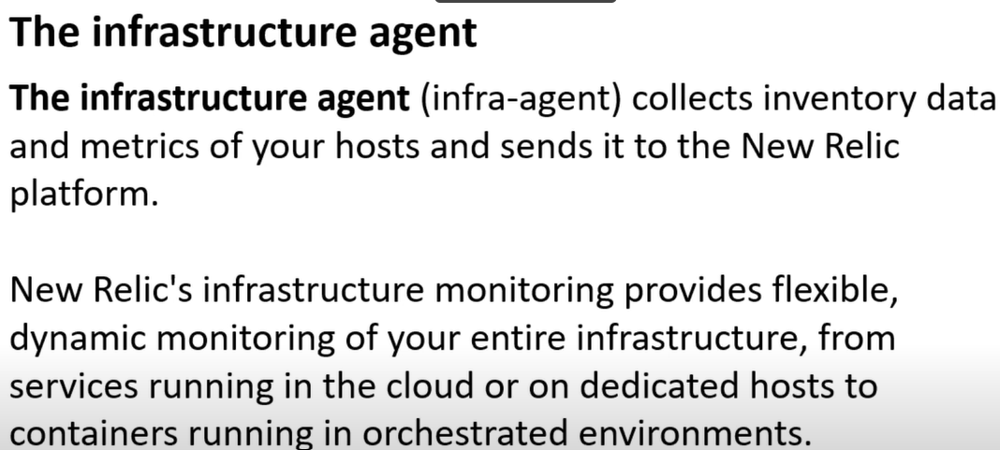 The infrastructure agent
The infrastructure agent (infra-agent) collects inventory data
and metrics of your hosts and sends it to the New Relic
platform.
New Relic's infrastructure monitoring provides flexible,
dynamic monitoring of your entire infrastructure, from
services running in the cloud or on dedicated hosts to
containers running in orchestrated environments.